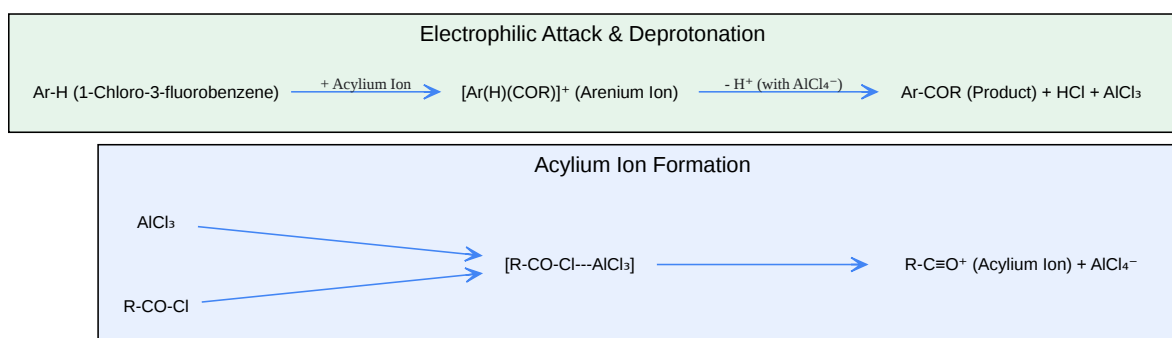 Electrophilic Attack & Deprotonation
Ar-H (1-Chloro-3-fluorobenzene)
+ Acylium Ion
[Ar(H)(COR)]⁺ (Arenium Ion)
- H⁺ (with AlCl₄⁻)
Ar-COR (Product) + HCl + AlCl₃
Acylium Ion Formation
AlCl₃
R-CO-Cl
[R-CO-Cl---AlCl₃]
R-C≡O⁺ (Acylium Ion) + AlCl₄⁻